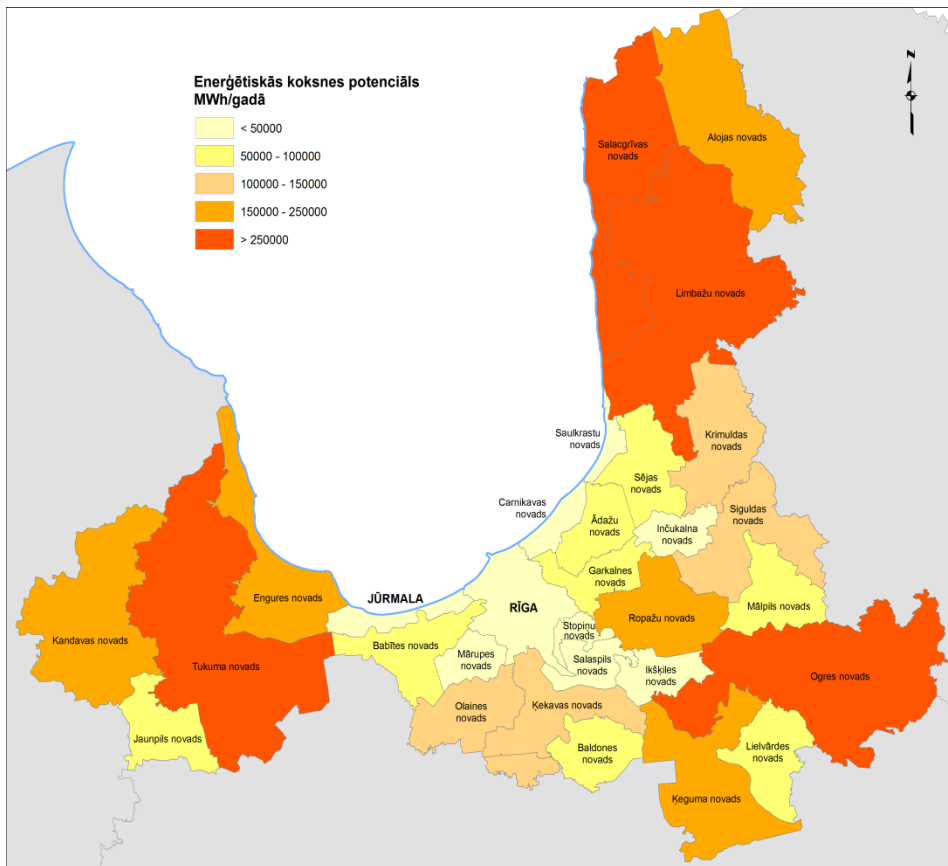 Enerģētiskās koksnes potenciāls
MWh/gadā
< 50000
50000 - 100000
100000 - 150000
150000 - 250000
> 250000
N
Salacgrīvas
novads
Alojas novads
Limbažu novads
Saulkrastu
novads
Krimuldas
novads
Sējas
novads
Carnikavas
novads
Siguldas
novads
Ādažu
novads
Inčukalna
novads
Garkalnes
novads
JŪRMALA
Engures novads
RĪGA
Ropažu novads
Mālpils novads
Stopiņu
novads
Kandavas novads
Babītes novads
Mārupes
novads
Salaspils
novads
Ikšķiles
novads
Tukuma novads
Ogres novads
Olaines
novads
Ķekavas novads
Jaunpils novads
Baldones
novads
Lielvārdes
novads
Ķeguma novads